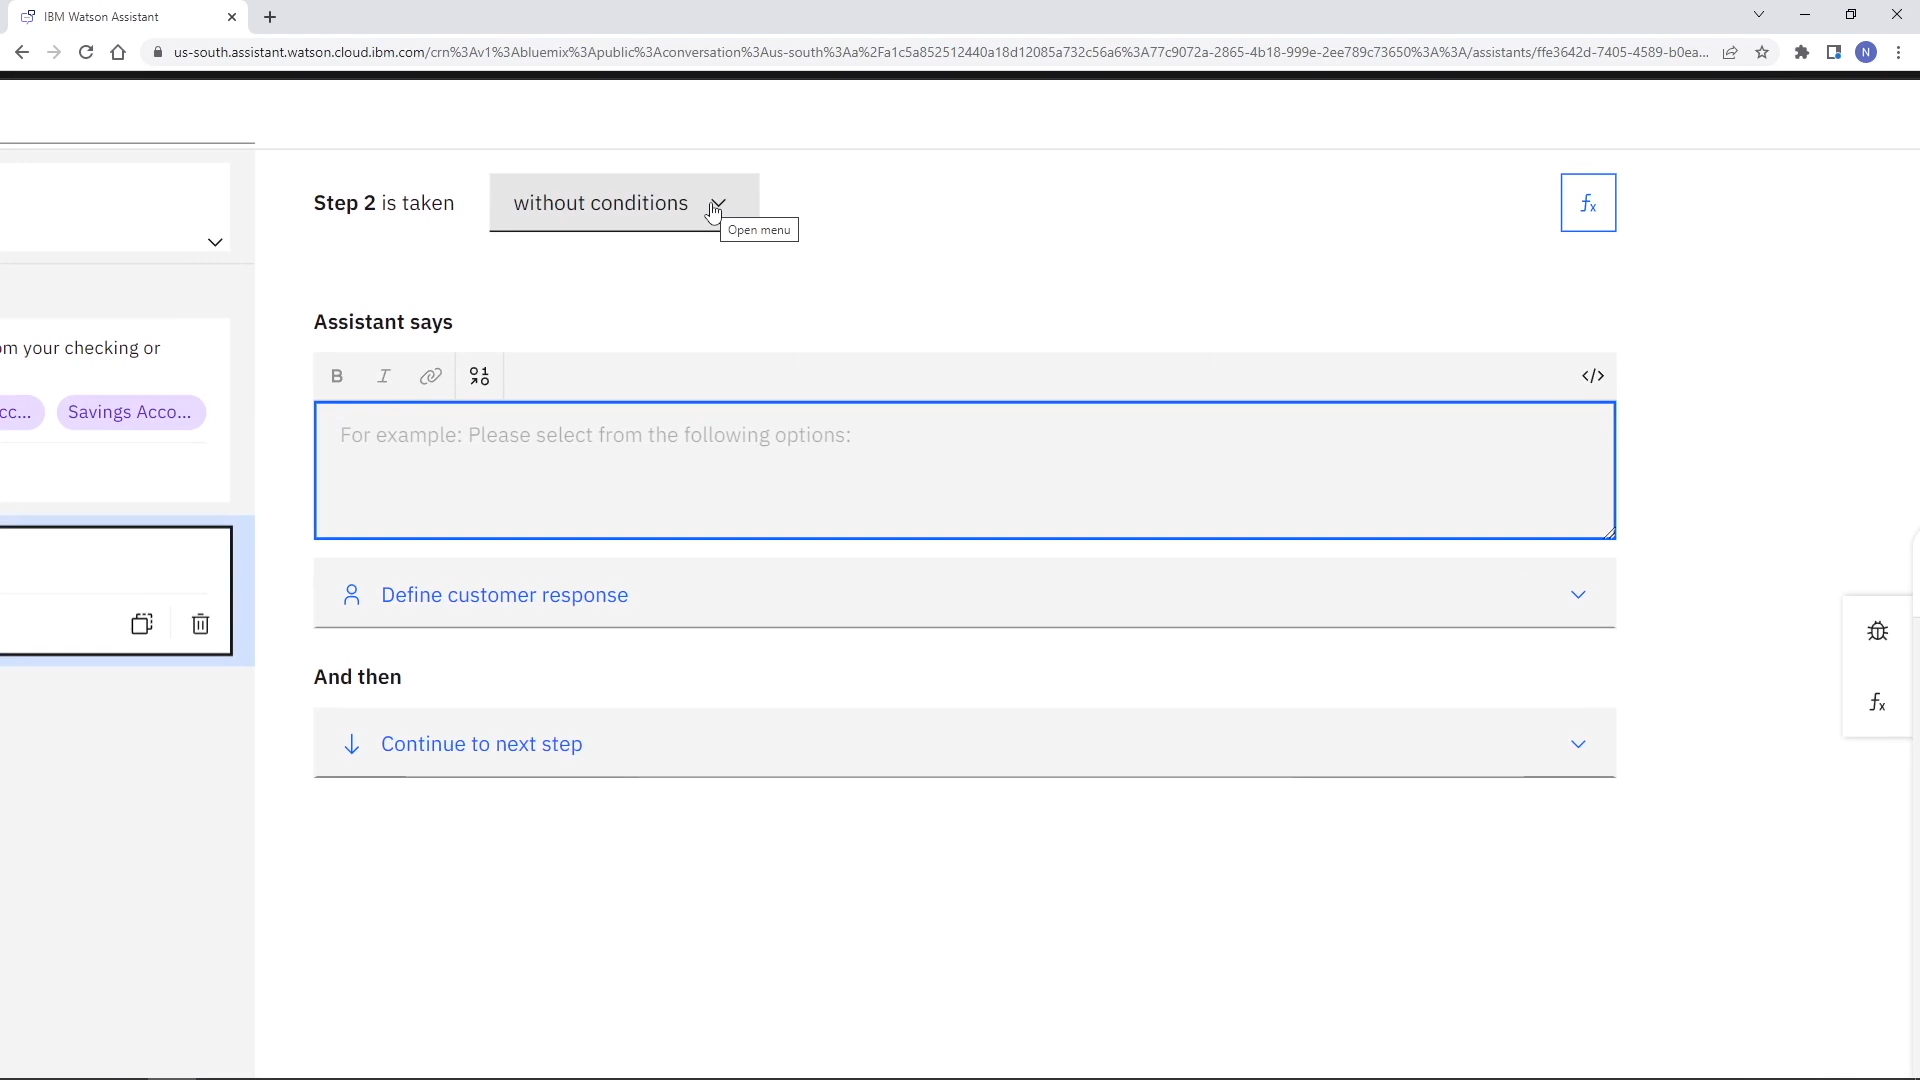 IBM Watson Assistant
us-south.assistant.watson.cloud.ibm.com/crn%3Av1%3Abluemix%3Apublic%3Aconversation%3Aus-south%3Aa%2Fa1c5a852512440a18d12085a732c56a6%3A77c9072a-2865-4b18-999e-2ee789c73650%3A%3A/assistants/ffe3642d-7405-4589-b0ea...
N
Step 2 is taken
without conditions
Open menu
fx
Assistant says
om your checking or
B I
</>
cc...
Savings Acco...
For example: Please select from the following options:
Define customer response
And then
fx
Continue to next step